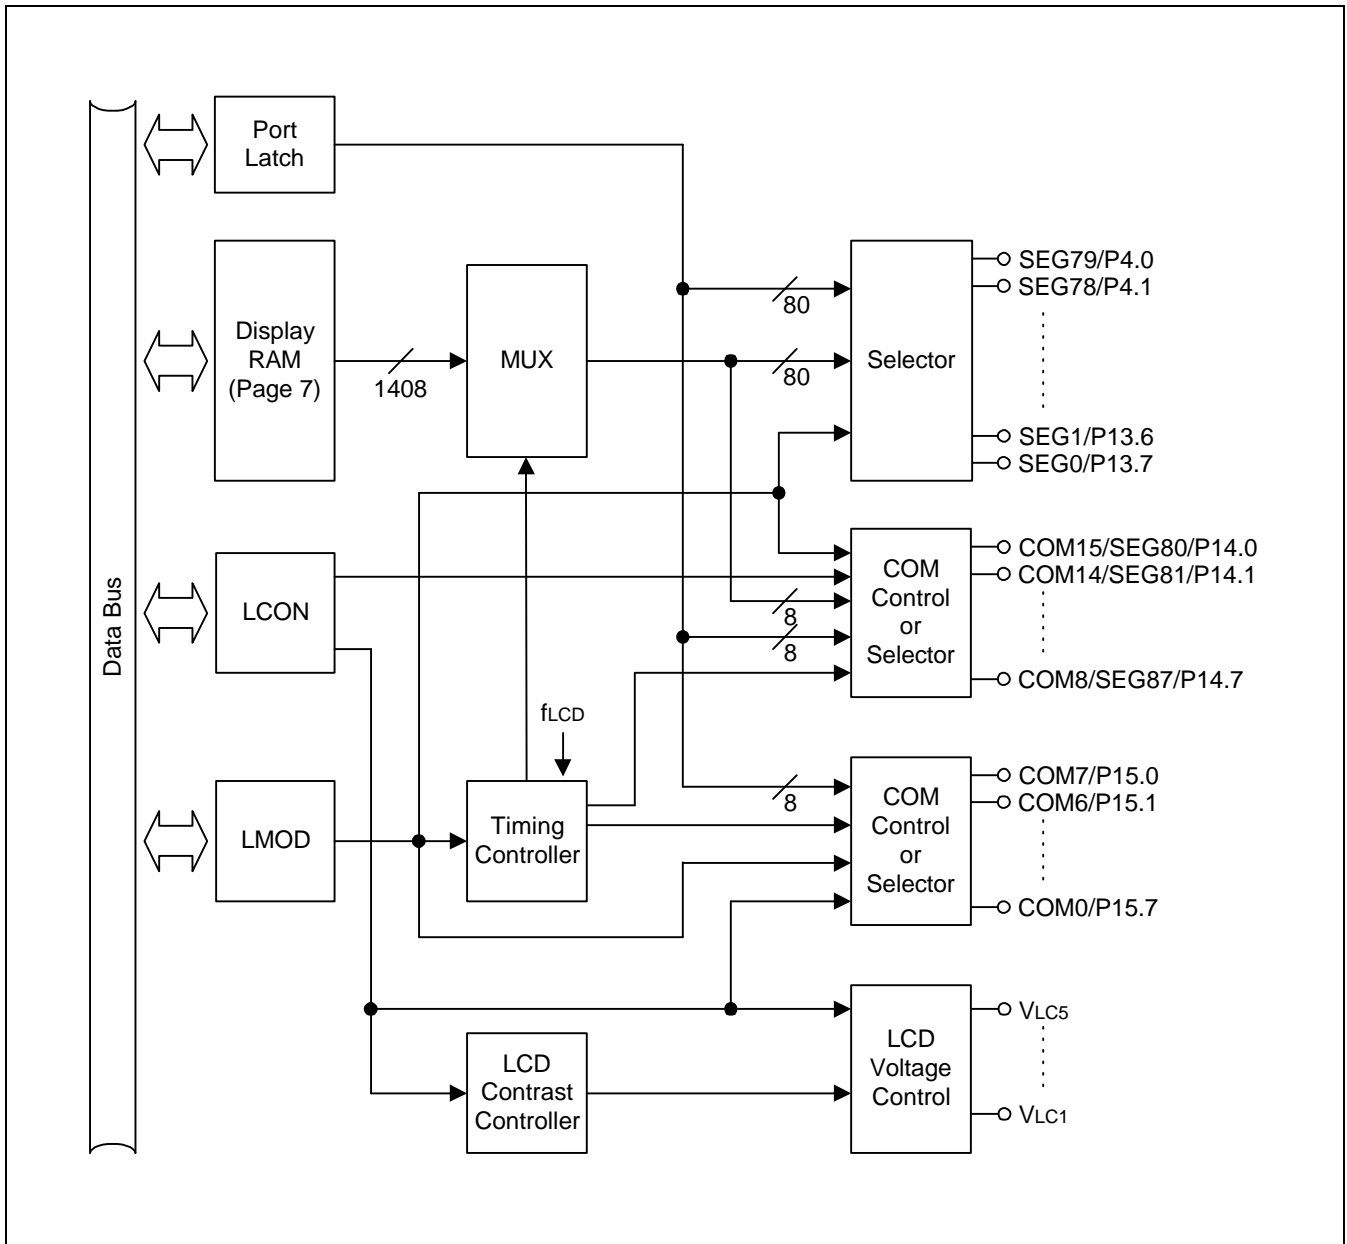 Data Bus
Port
Latch
Display
RAM
(Page 7)
1408
MUX
80
80
Selector
SEG79/P4.0
SEG78/P4.1
SEG1/P13.6
SEG0/P13.7
LCON
8
8
COM
Control
or
Selector
COM15/SEG80/P14.0
COM14/SEG81/P14.1
COM8/SEG87/P14.7
fLCD
LMOD
Timing
Controller
8
COM
Control
or
Selector
COM7/P15.0
COM6/P15.1
COM0/P15.7
LCD
Contrast
Controller
LCD
Voltage
Control
VLC5
VLC1